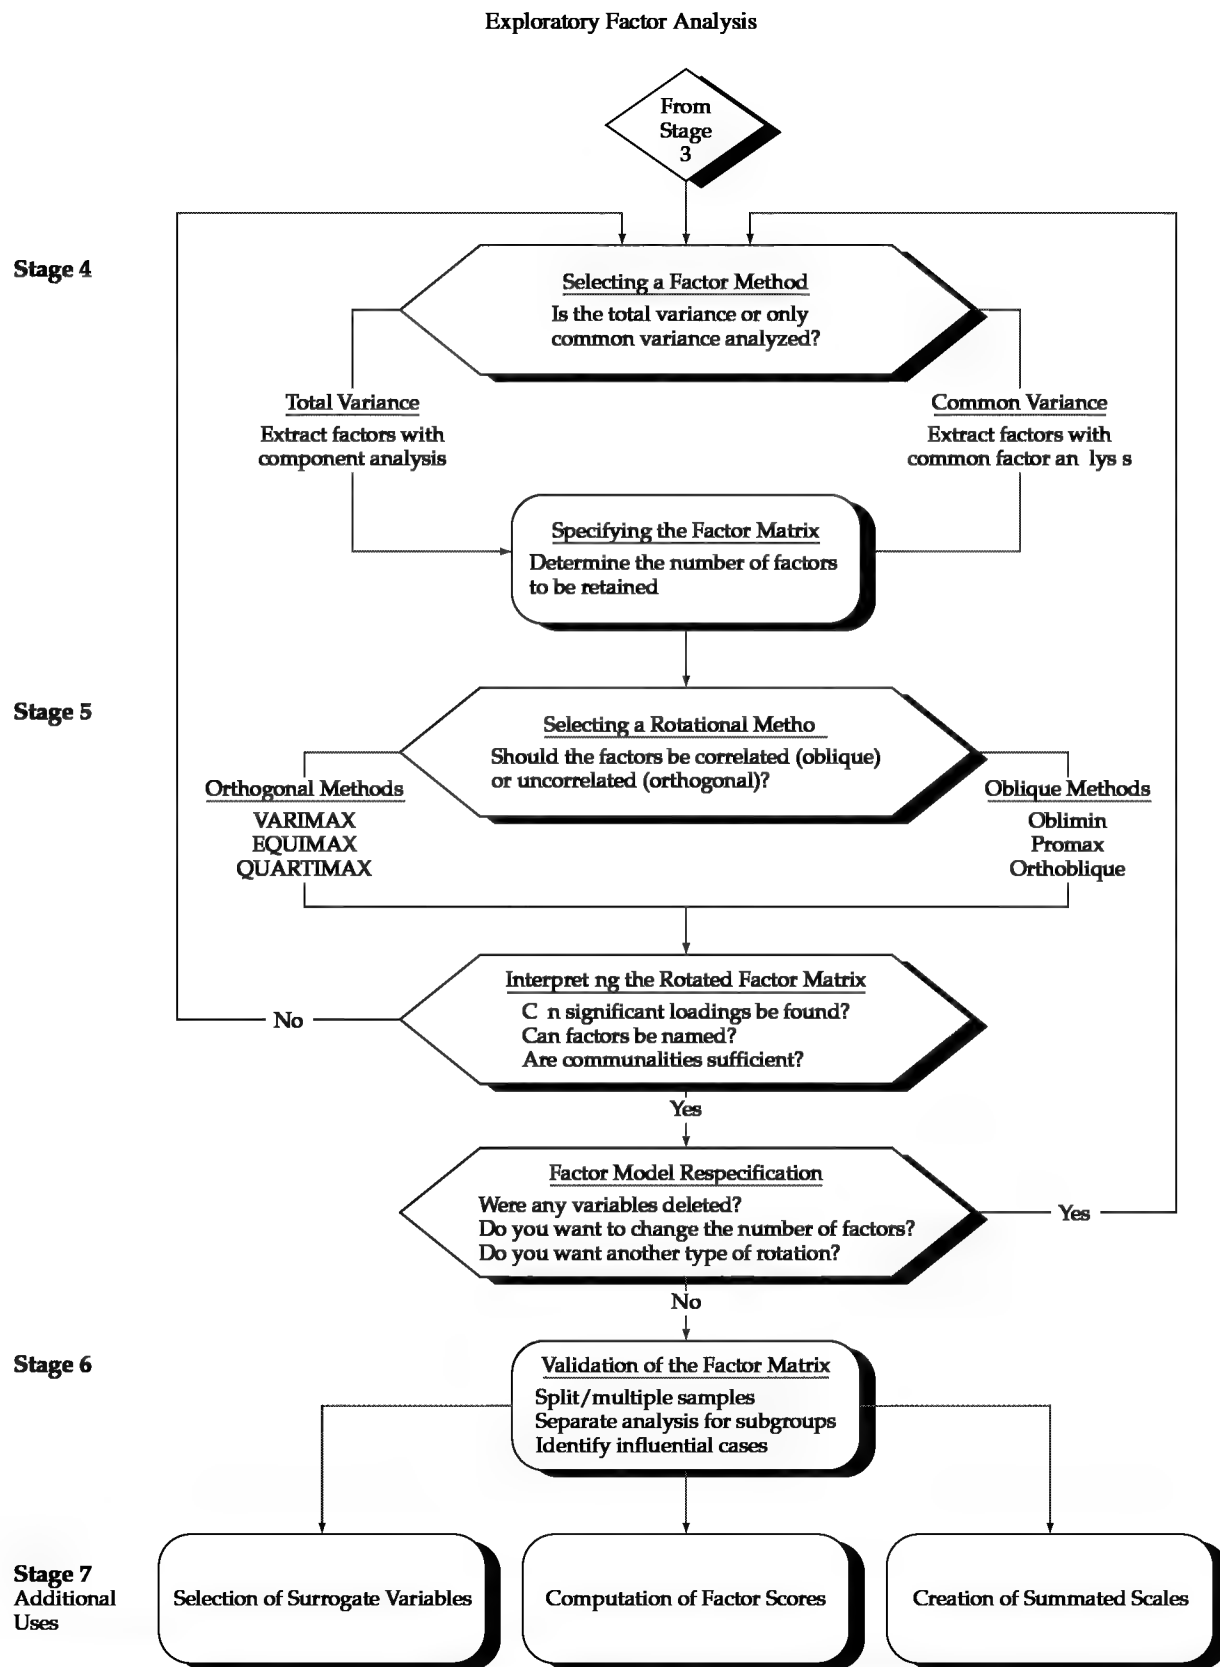 Exploratory Factor Analysis
From
Stage
3
Stage 4
Selecting a Factor Method
Is the total variance or only
common variance analyzed?
Total Variance
Extract factors with
component analysis
Common Variance
Extract factors with
common factor an lys s
Specifying the Factor Matrix
Determine the number of factors
to be retained
Stage 5
Selecting a Rotational Metho
Should the factors be correlated (oblique)
or uncorrelated (orthogonal)?
Orthogonal Methods
VARIMAX
EQUIMAX
QUARTIMAX
Oblique Methods
Oblimin
Promax
Orthoblique
Interpret ng the Rotated Factor Matrix
C n significant loadings be found?
Can factors be named?
Are communalities sufficient?
No
Yes
Factor Model Respecification
Were any variables deleted?
Do you want to change the number of factors?
Do you want another type of rotation?
Yes
No
Stage 6
Validation of the Factor Matrix
Split/multiple samples
Separate analysis for subgroups
Identify influential cases
Stage 7
Additional
Uses
Selection of Surrogate Variables
Computation of Factor Scores
Creation of Summated Scales